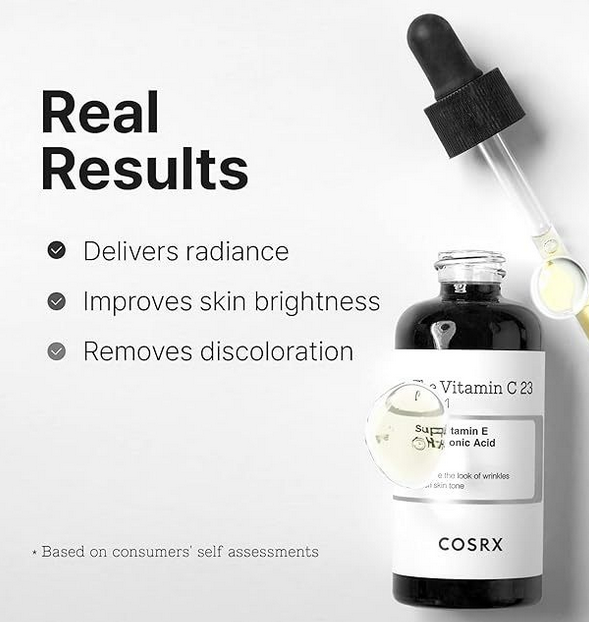 Real
Results
Delivers radiance
Improves skin brightness
Removes discoloration
* Based on consumers' self assessments
Vitamin C 23
Vitamin E
onic Acid
the look of wrinkles
skin tone
COSRX